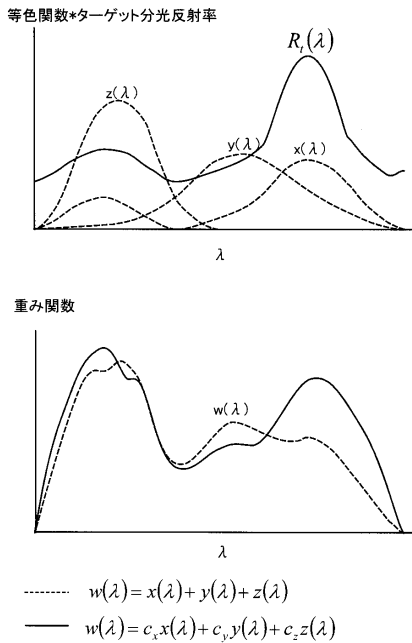 等色関数*ターゲット分光反射率
R_t(λ)
z(λ)
y(λ)
x(λ)
λ
重み関数
w(λ)
λ
w(λ)=x(λ)+y(λ)+z(λ)
w(λ)=c_x x(λ)+c_y y(λ)+c_z z(λ)